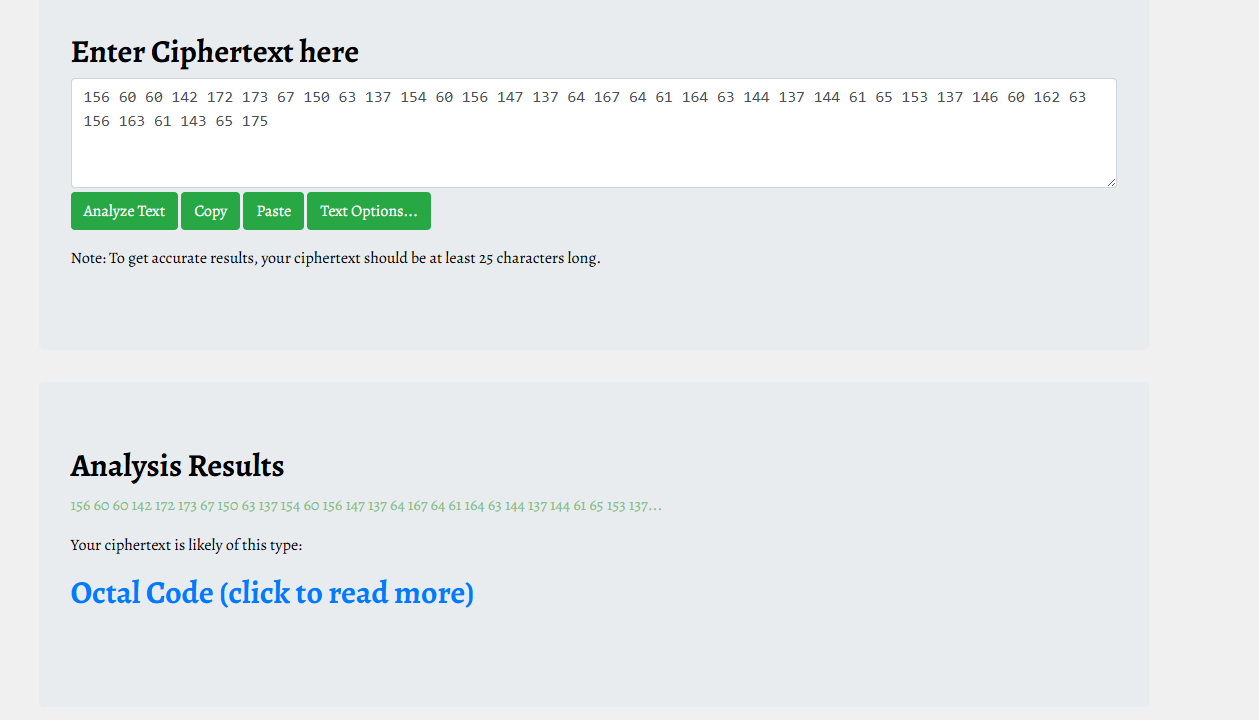 Enter Ciphertext here
156 60 60 142 172 173 67 150 63 137 154 60 156 147 137 64 167 64 61 164 63 144 137 144 61 65 153 137 146 60 162 63
156 163 61 143 65 175
Analyze Text Copy Paste Text Options...
Note: To get accurate results, your ciphertext should be at least 25 characters long.
Analysis Results
156 60 60 142 172 173 67 150 63 137 154 60 156 147 137 64 167 64 61 164 63 144 137 144 61 65 153 137...
Your ciphertext is likely of this type:
Octal Code (click to read more)